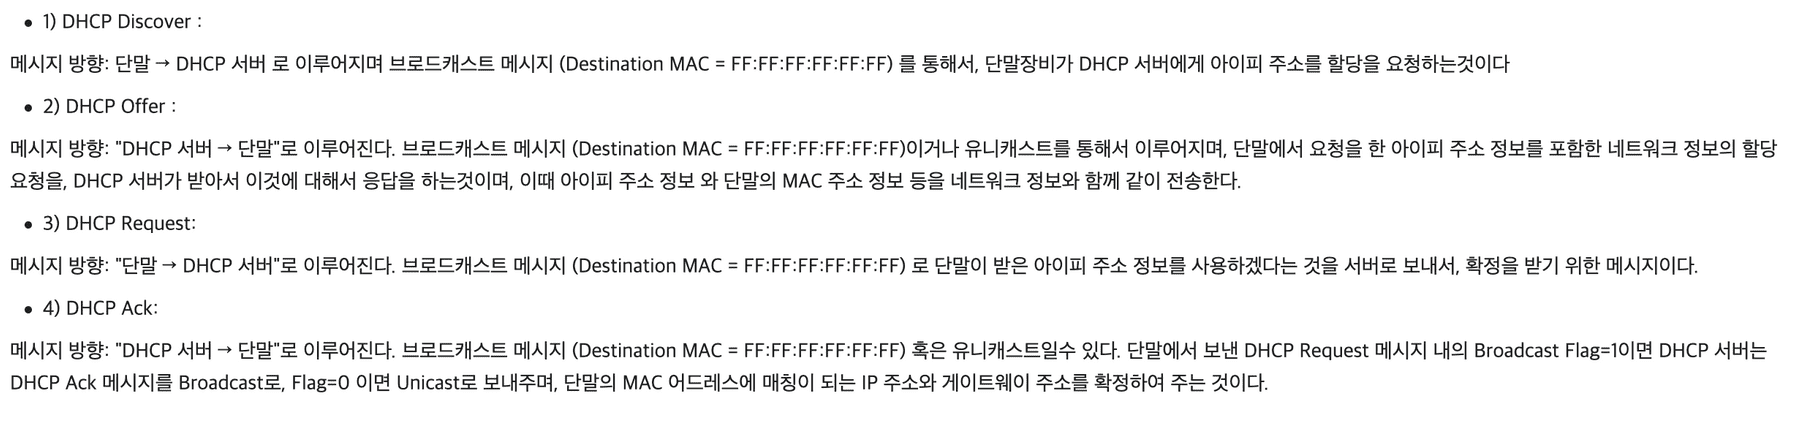 • 1) DHCP Discover :
메시지 방향: 단말 → DHCP 서버 로 이루어지며 브로드캐스트 메시지 (Destination MAC = FF:FF:FF:FF:FF:FF) 를 통해서, 단말장비가 DHCP 서버에게 아이피 주소를 할당을 요청하는것이다
• 2) DHCP Offer :
메시지 방향: "DHCP 서버 → 단말"로 이루어진다. 브로드캐스트 메시지 (Destination MAC = FF:FF:FF:FF:FF:FF)이거나 유니캐스트를 통해서 이루어지며, 단말에서 요청을 한 아이피 주소 정보를 포함한 네트워크 정보의 할당
요청을, DHCP 서버가 받아서 이것에 대해서 응답을 하는것이며, 이때 아이피 주소 정보 와 단말의 MAC 주소 정보 등을 네트워크 정보와 함께 같이 전송한다.
• 3) DHCP Request:
메시지 방향: "단말 → DHCP 서버"로 이루어진다. 브로드캐스트 메시지 (Destination MAC = FF:FF:FF:FF:FF:FF) 로 단말이 받은 아이피 주소 정보를 사용하겠다는 것을 서버로 보내서, 확정을 받기 위한 메시지이다.
• 4) DHCP Ack:
메시지 방향: "DHCP 서버 → 단말"로 이루어진다. 브로드캐스트 메시지 (Destination MAC = FF:FF:FF:FF:FF:FF) 혹은 유니캐스트일수 있다. 단말에서 보낸 DHCP Request 메시지 내의 Broadcast Flag=1이면 DHCP 서버는
DHCP Ack 메시지를 Broadcast로, Flag=0 이면 Unicast로 보내주며, 단말의 MAC 어드레스에 매칭이 되는 IP 주소와 게이트웨이 주소를 확정하여 주는 것이다.